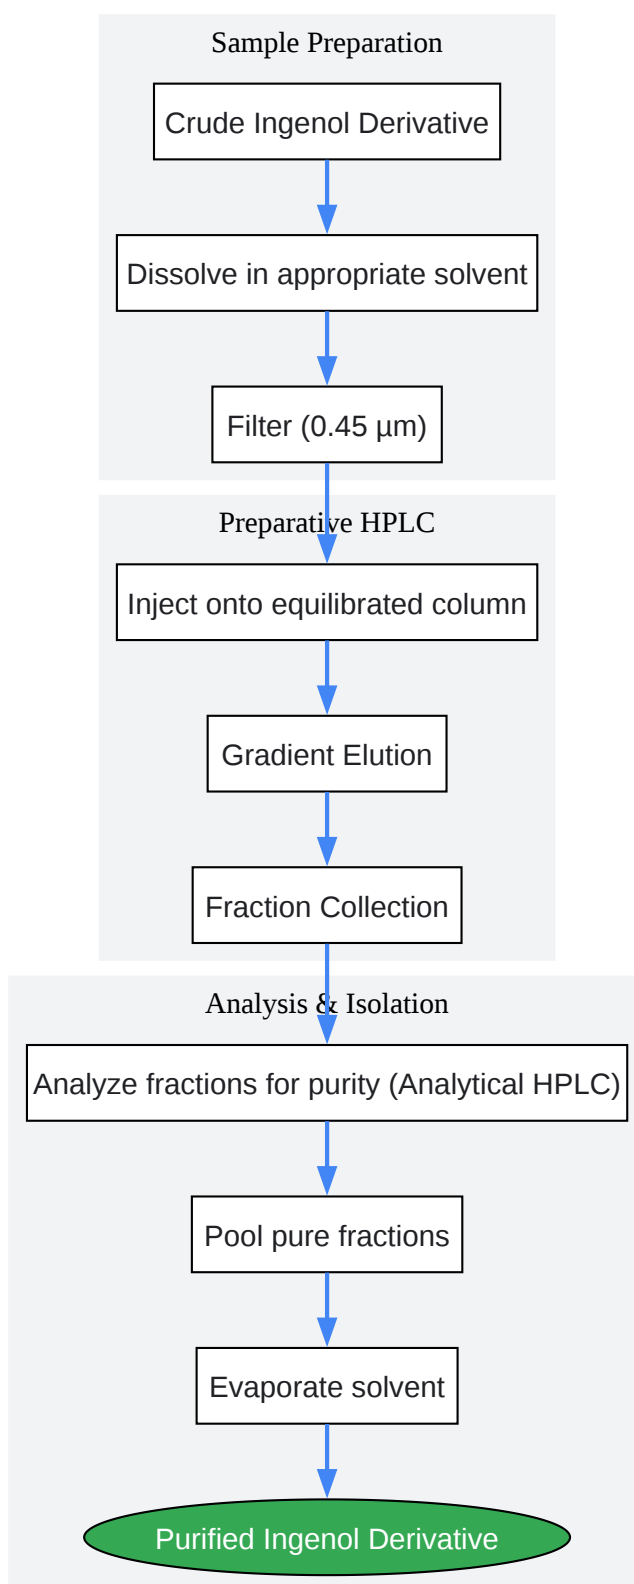 Sample Preparation
Crude Ingenol Derivative
Dissolve in appropriate solvent
Filter (0.45 µm)
Preparative HPLC
Inject onto equilibrated column
Gradient Elution
Fraction Collection
Analysis & Isolation
Analyze fractions for purity (Analytical HPLC)
Pool pure fractions
Evaporate solvent
Purified Ingenol Derivative